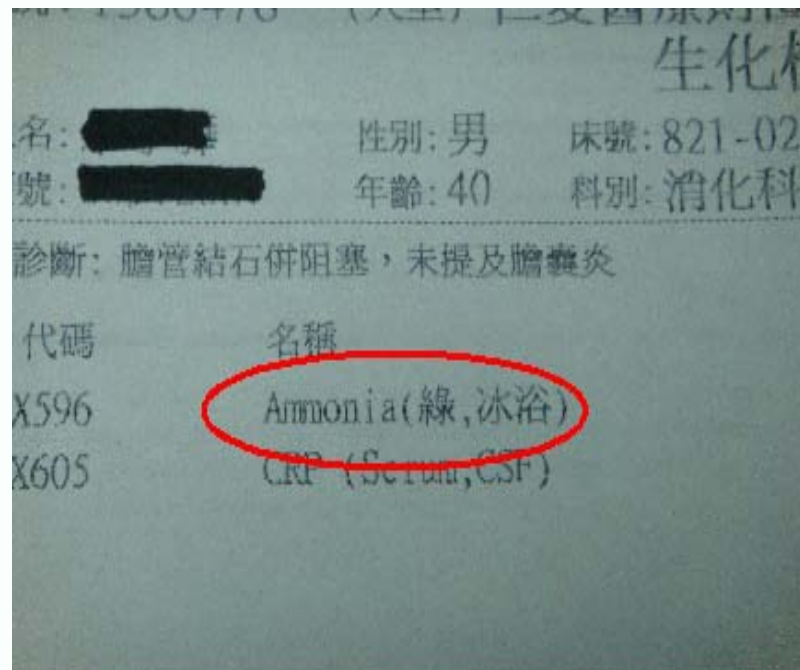 生化
名: 性別: 男 床號: 821-02
號: 年齡: 40 科別: 消化科
診斷: 膽管結石併阻塞，未提及膽囊炎
代碼 名稱
X596 Ammonia(綠,冰浴)
X605 CRP (Serum,CSF)